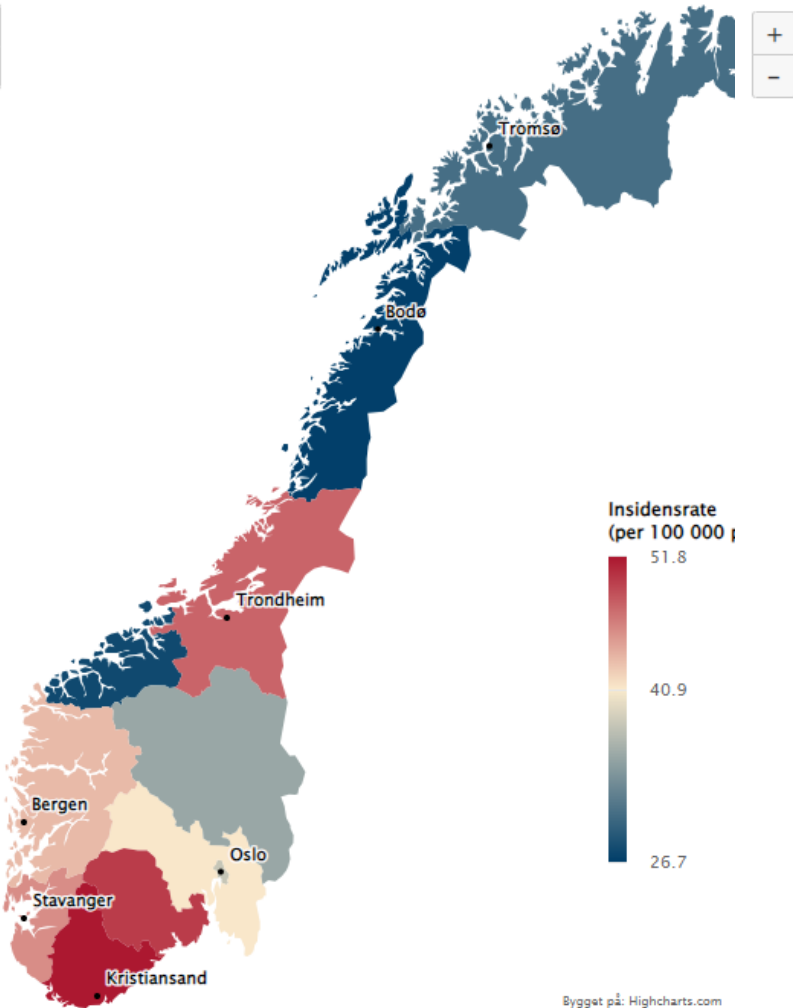 +
−
Tromsø
Bodø
Insidensrate
(per 100 000
51.8
Trondheim
40.9
Bergen
Oslo
26.7
Stavanger
Kristiansand
Bygget på: Highcharts.com